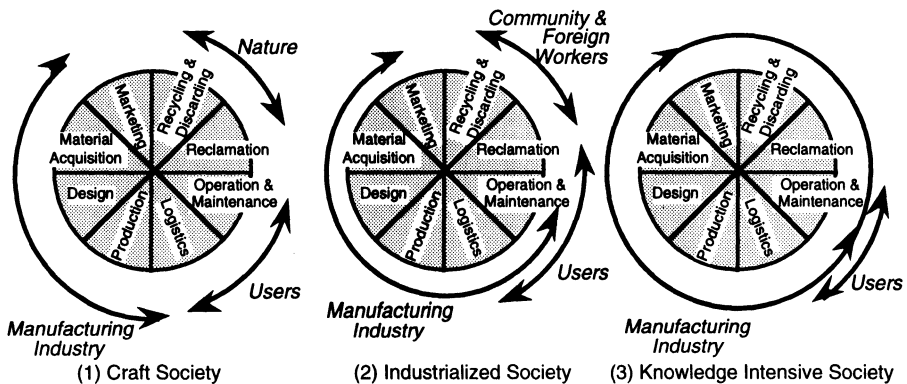 Nature
Marketing
Recycling &
Discarding
Material
Acquisition
Reclamation
Design
Operation &
Maintenance
Production
Logistics
Users
Manufacturing
Industry
(1) Craft Society
Community &
Foreign
Workers
Marketing
Recycling &
Discarding
Material
Acquisition
Reclamation
Design
Operation &
Maintenance
Production
Logistics
Users
Manufacturing
Industry
(2) Industrialized Society
Marketing
Recycling &
Discarding
Material
Acquisition
Reclamation
Design
Operation &
Maintenance
Production
Logistics
Users
Manufacturing
Industry
(3) Knowledge Intensive Society